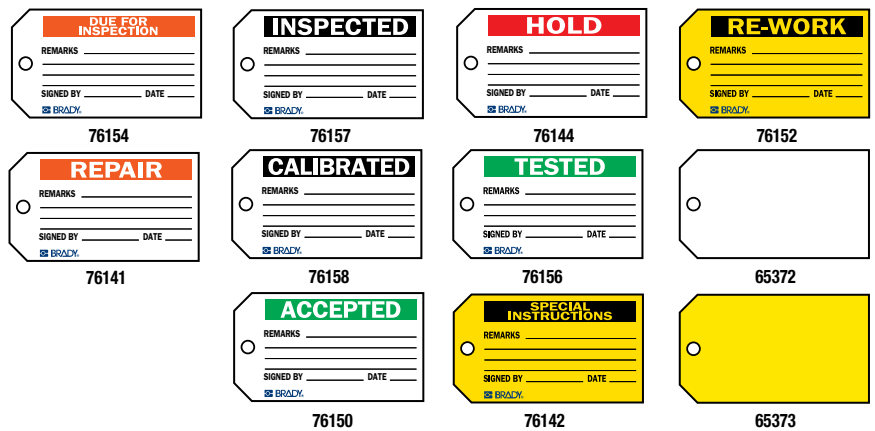 DUE FOR
INSPECTION
REMARKS
SIGNED BY DATE
BRADY.
76154
INSPECTED
REMARKS
SIGNED BY DATE
BRADY.
76157
HOLD
REMARKS
SIGNED BY DATE
BRADY.
76144
RE-WORK
REMARKS
SIGNED BY DATE
BRADY.
76152
REPAIR
REMARKS
SIGNED BY DATE
BRADY.
76141
CALIBRATED
REMARKS
SIGNED BY DATE
BRADY.
76158
TESTED
REMARKS
SIGNED BY DATE
BRADY.
76156
65372
ACCEPTED
REMARKS
SIGNED BY DATE
BRADY.
76150
SPECIAL
INSTRUCTIONS
REMARKS
SIGNED BY DATE
BRADY.
76142
65373